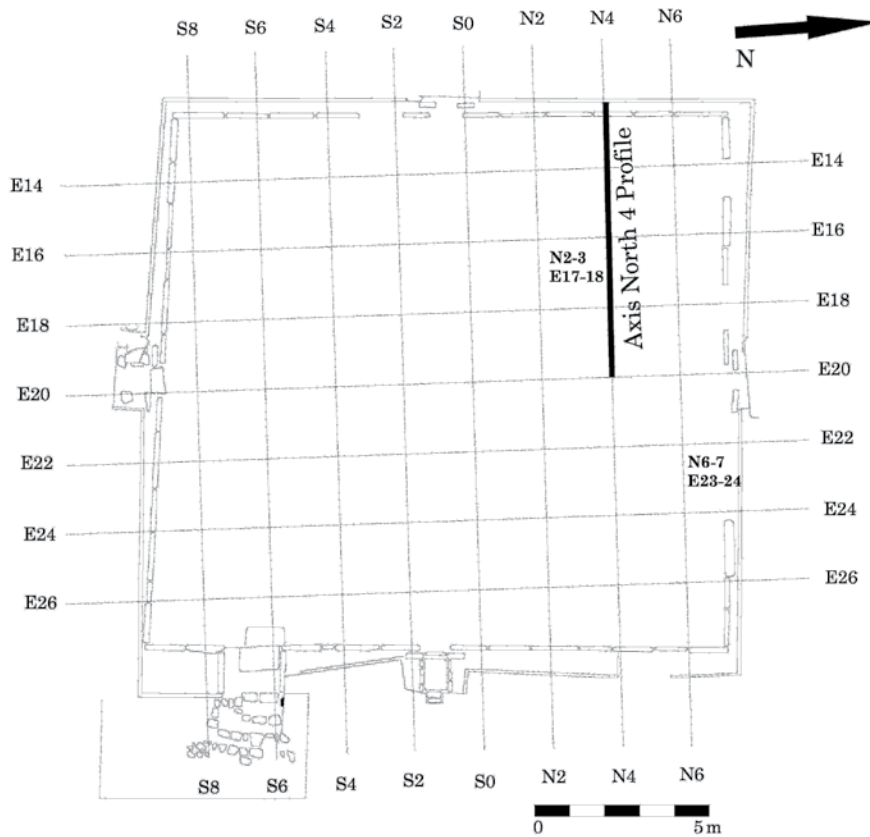 S8 S6 S4 S2 S0 N2 N4 N6
N
E14 E14
E16 E16
E18 E18
E20 E20
E22 E22
E24 E24
E26 E26
Axis North 4 Profile
N2-3
E17-18
N6-7
E23-24
S8 S6 S4 S2 S0 N2 N4 N6
0 5m